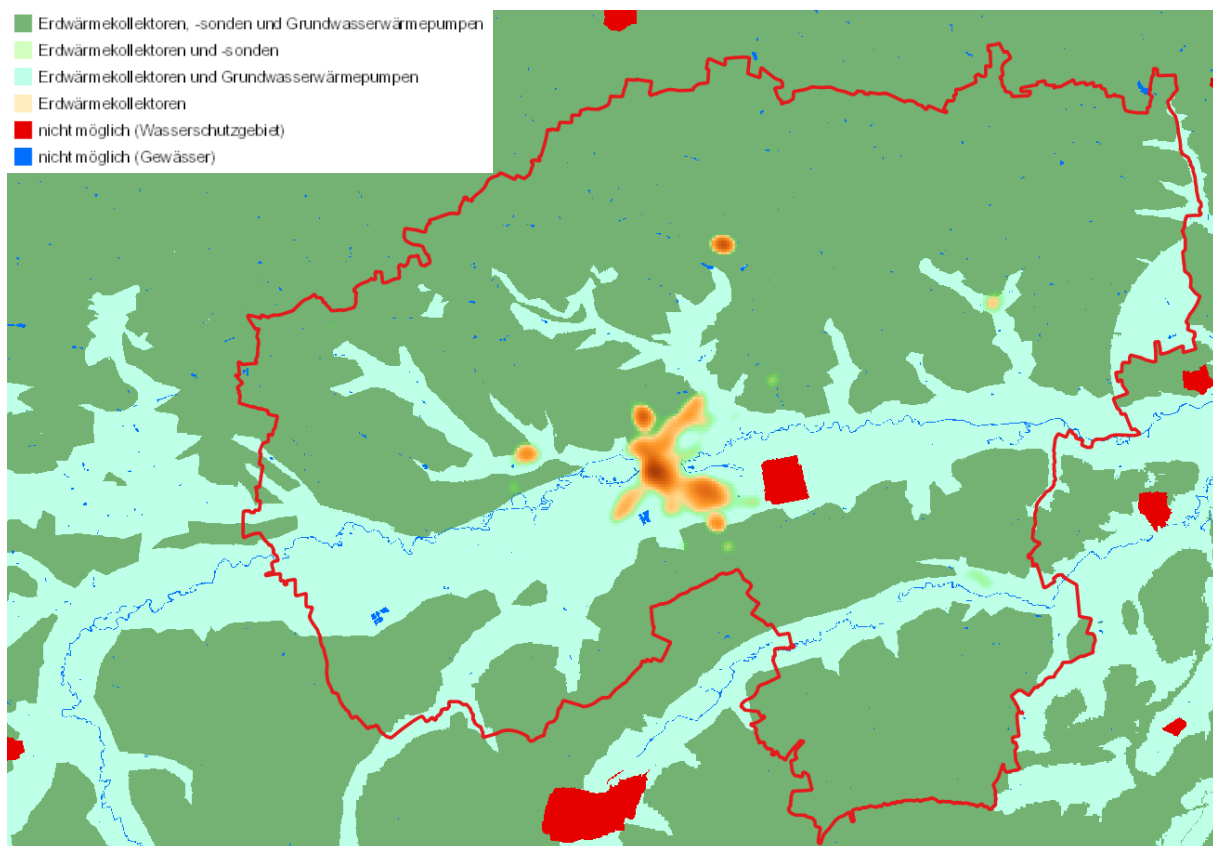 Erdwärmekollektoren, -sonden und Grundwasserwärmepumpen
Erdwärmekollektoren und -sonden
Erdwärmekollektoren und Grundwasserwärmepumpen
Erdwärmekollektoren
nicht möglich (Wasserschutzgebiet)
nicht möglich (Gewässer)